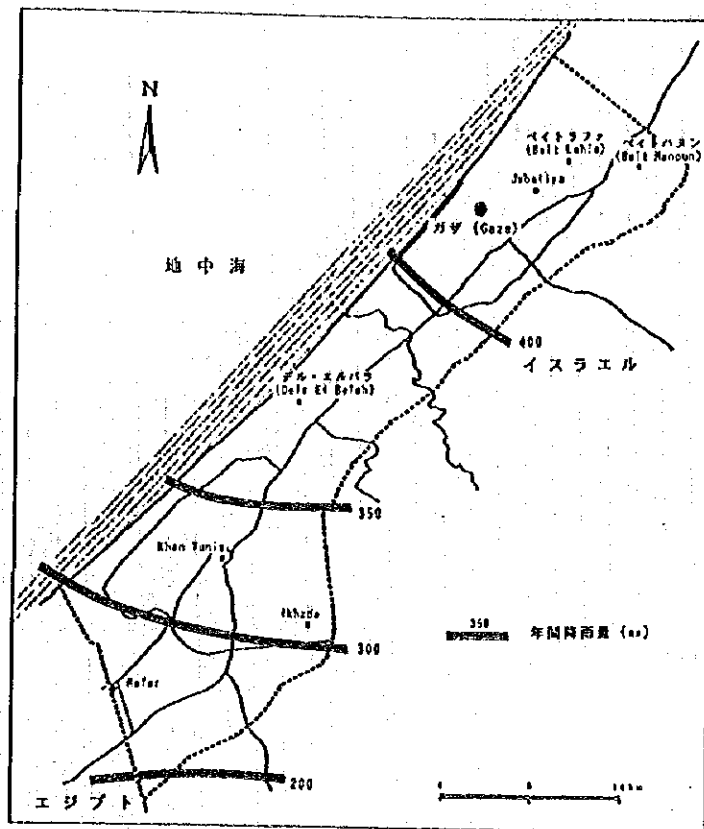 N
ベイトラファ
(Beit Lahia)
ベイトハヌン
(Beit Hanoun)
Jabaliya
ガザ (Gaza)
地中海
400
イスラエル
デル・エルバラ
(Deir El Balah)
350
Khan Yunis
300
350
年間降雨量 (mm)
Rafar
200
エジプト